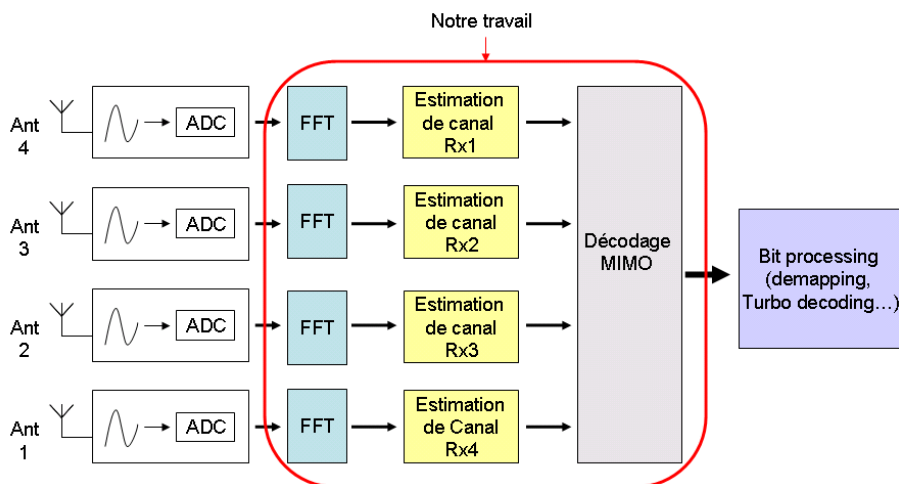 Notre travail
Ant
4
ADC
FFT
Estimation
de canal
Rx1
Ant
3
ADC
FFT
Estimation
de canal
Rx2
Décodage
MIMO
Bit processing
(demapping,
Turbo decoding…)
Ant
2
ADC
FFT
Estimation
de canal
Rx3
Ant
1
ADC
FFT
Estimation
de Canal
Rx4